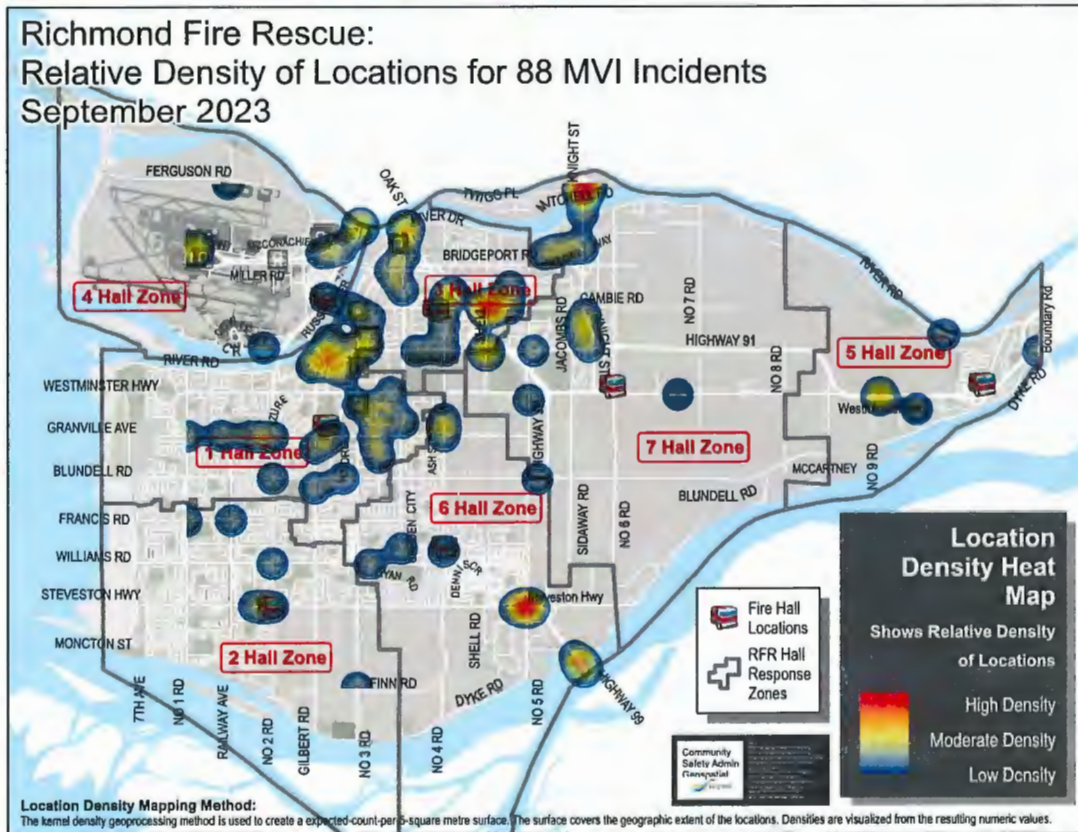 Richmond Fire Rescue:
Relative Density of Locations for 88 MVI Incidents
September 2023
FERGUSON RD
OAK ST
KNIGHT ST
TWIGG PL
MITCHELL RD
RIVER DR
BRIDGEPORT
MILLER RD
4 Hall Zone
Hall Zone
CAMBIE RD
NO 7 RD
RIVER RD
Boundary Rd
JACOBS RD
HIGHWAY 91
NO 8 RD
5 Hall Zone
DYKE RD
RIVER RD
WESTMINSTER HWY
GRANVILLE AVE
1 Hall Zone
BLUNDELL RD
7 Hall Zone
MCCARTNEY
NO 9 RD
BLUNDELL RD
6 Hall Zone
FRANCIS RD
SIDAWAY RD
NO 6 RD
WILLIAMS RD
STEVESTON HWY
Steveston Hwy
MONCTON ST
2 Hall Zone
SHELL RD
FINN RD
DYKE RD
HIGHWAY 99
7TH AVE
NO 1 RD
RAILWAY AVE
NO 2 RD
GILBERT RD
NO 3 RD
NO 4 RD
NO 5 RD
Fire Hall
Locations
RFR Hall
Response
Zones
Community
Safety Admin
Geospatial
Location
Density Heat
Map
Shows Relative Density
of Locations
High Density
Moderate Density
Low Density
Location Density Mapping Method:
The kernel density geoprocessing method is used to create a expected-count-per 5-square metre surface. The surface covers the geographic extent of the locations. Densities are visualized from the resulting numeric values.